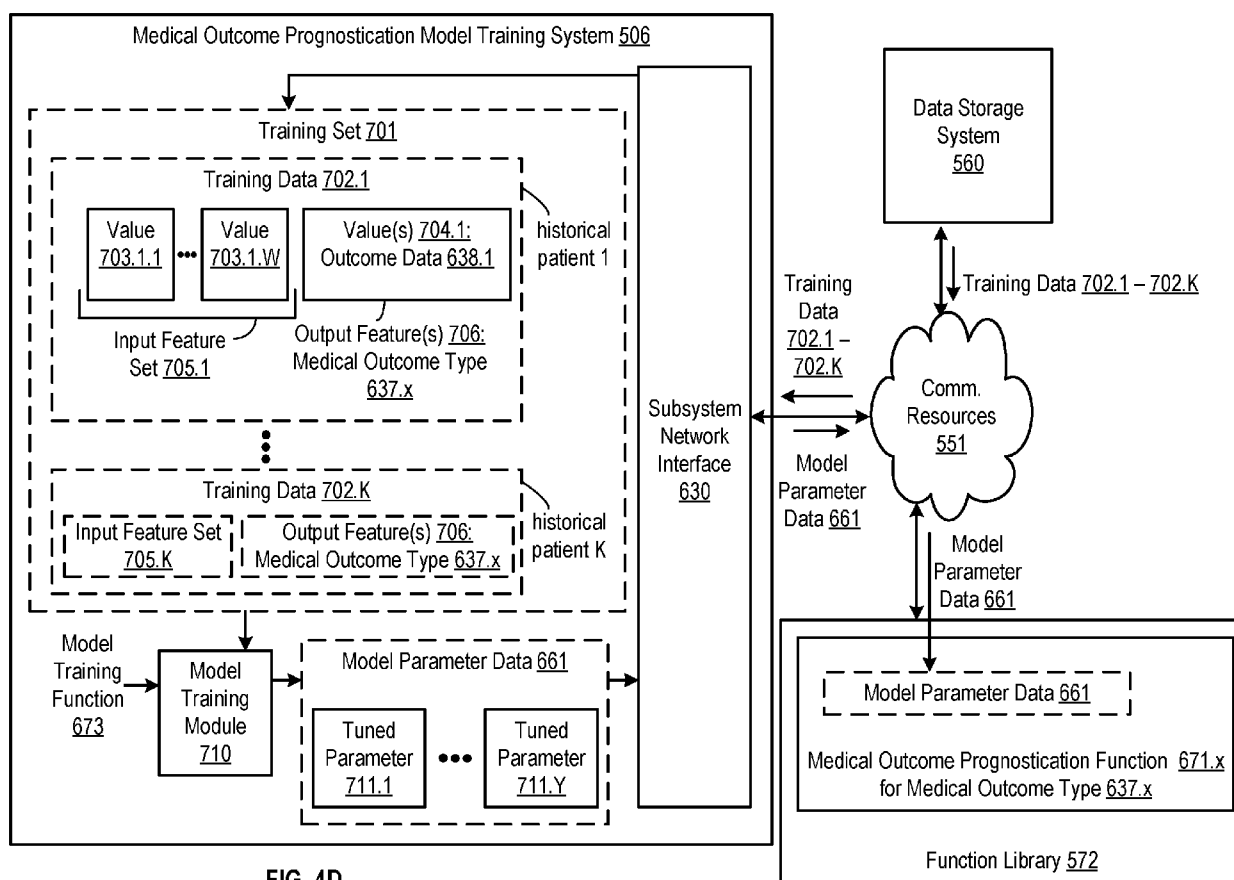 Medical Outcome Prognostication Model Training System 506
Training Set 701
Training Data 702.1
Value
703.1.1
Value
703.1.W
Value(s) 704.1:
Outcome Data 638.1
historical
patient 1
Input Feature
Set 705.1
Output Feature(s) 706:
Medical Outcome Type
637.x
Training Data 702.K
Input Feature Set
705.K
Output Feature(s) 706:
Medical Outcome Type 637.x
historical
patient K
Model
Training
Function
673
Model
Training
Module
710
Model Parameter Data 661
Tuned
Parameter
711.1
Tuned
Parameter
711.Y
Subsystem
Network
Interface
630
Data Storage
System
560
Training Data 702.1 – 702.K
Training
Data
702.1 –
702.K
Comm.
Resources
551
Model
Parameter
Data 661
Model
Parameter
Data 661
Model Parameter Data 661
Medical Outcome Prognostication Function 671.x
for Medical Outcome Type 637.x
Function Library 572
FIG. 4D